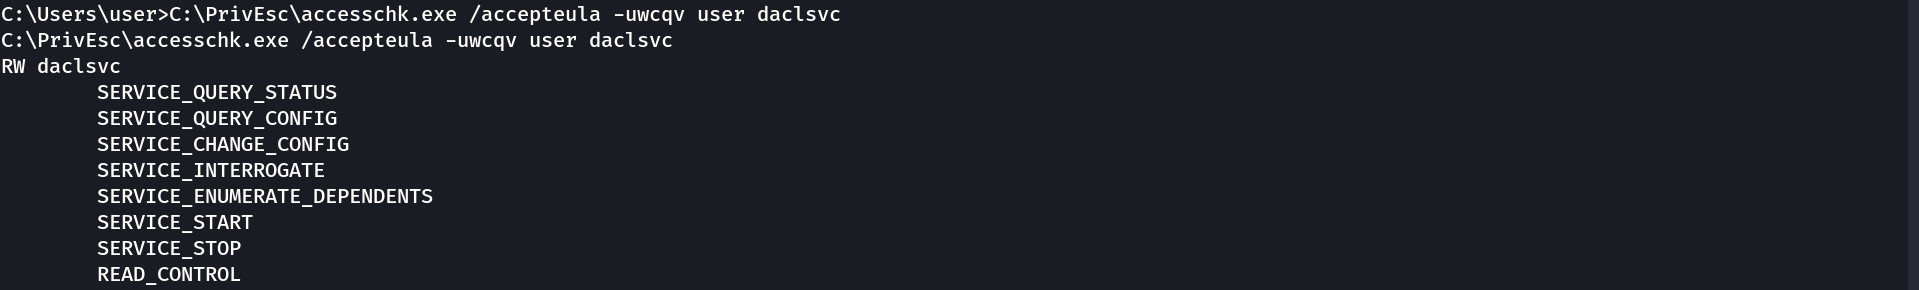 C:\Users\user>C:\PrivEsc\accesschk.exe /accepteula -uwcqv user daclsvc
C:\PrivEsc\accesschk.exe /accepteula -uwcqv user daclsvc
RW daclsvc
        SERVICE_QUERY_STATUS
        SERVICE_QUERY_CONFIG
        SERVICE_CHANGE_CONFIG
        SERVICE_INTERROGATE
        SERVICE_ENUMERATE_DEPENDENTS
        SERVICE_START
        SERVICE_STOP
        READ_CONTROL